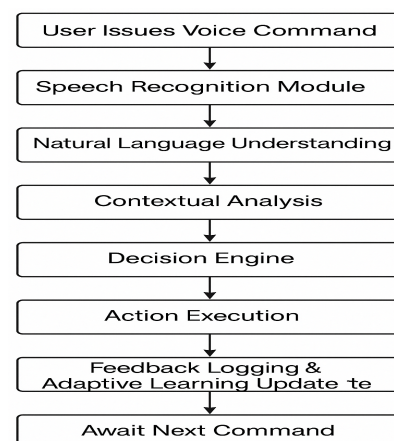 User Issues Voice Command
Speech Recognition Module
Natural Language Understanding
Contextual Analysis
Decision Engine
Action Execution
Feedback Logging &
Adaptive Learning Update te
Await Next Command